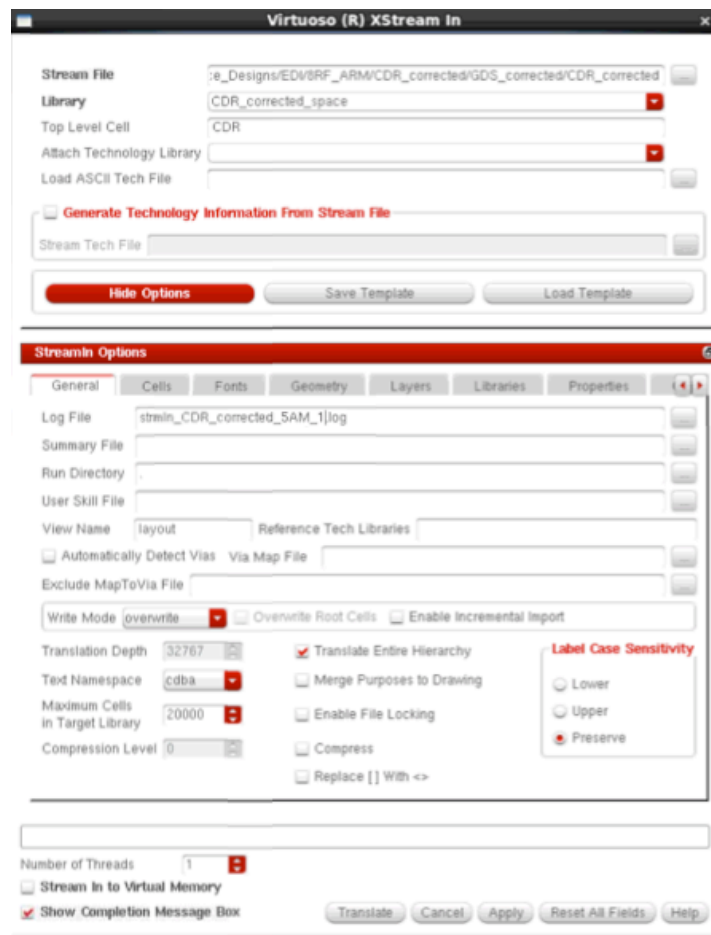 Virtuoso (R) XStream In
Stream File :e_Designs/EDI/8RF_ARM/CDR_corrected/GDS_corrected/CDR_corrected ...
Library CDR_corrected_space
Top Level Cell CDR
Attach Technology Library
Load ASCII Tech File ...
Generate Technology Information From Stream File
Stream Tech File ...
Hide Options Save Template Load Template
StreamIn Options
General Cells Fonts Geometry Layers Libraries Properties
Log File strmIn_CDR_corrected_5AM_1.log ...
Summary File ...
Run Directory . ...
User Skill File ...
View Name layout Reference Tech Libraries
Automatically Detect Vias Via Map File ...
Exclude MapToVia File ...
Write Mode overwrite Overwrite Root Cells Enable Incremental Import
Translation Depth 32767 Translate Entire Hierarchy Label Case Sensitivity
Text Namespace cdba Merge Purposes to Drawing Lower
Maximum Cells
in Target Library 20000 Enable File Locking Upper
Compression Level 0 Compress Preserve
Replace [] With <>
Number of Threads 1
Stream In to Virtual Memory
Show Completion Message Box Translate Cancel Apply Reset All Fields Help